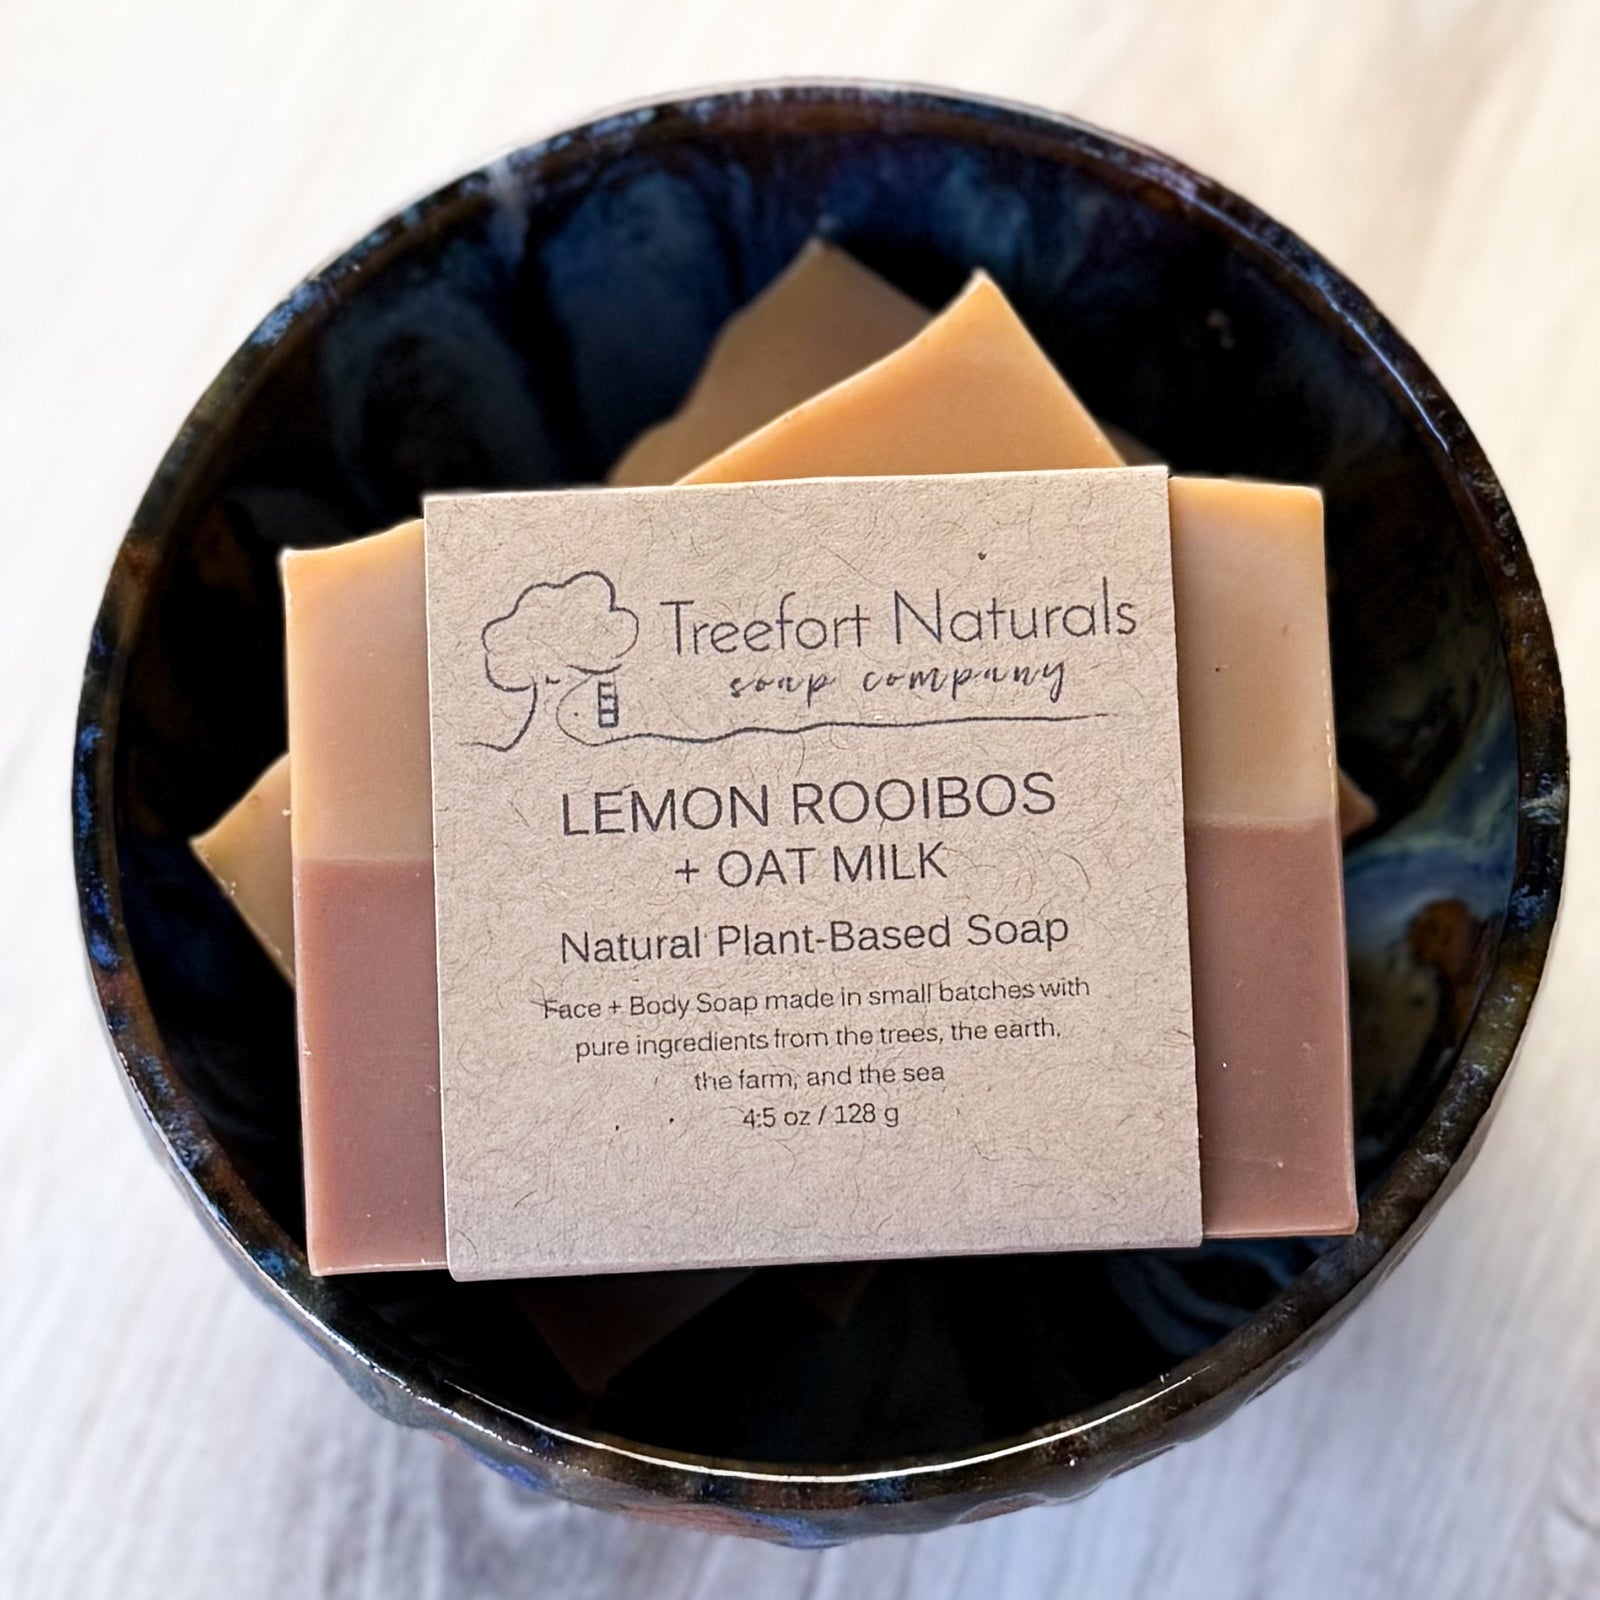 Treefort Naturals
soap company
LEMON ROOIBOS
+ OAT MILK
Natural Plant-Based Soap
Face + Body Soap made in small batches with
pure ingredients from the trees, the earth,
the farm, and the sea
4.5 oz / 128 g